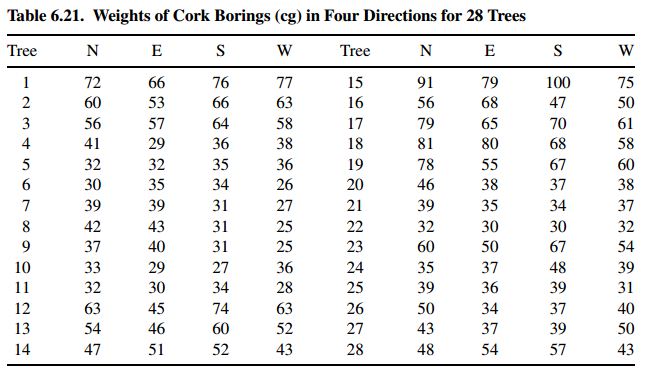 Table 6.21. Weights of Cork Borings (cg) in Four Directions for 28 Trees
Tree N E S W Tree N E S W
1 72 66 76 77 15 91 79 100 75
2 60 53 66 63 16 56 68 47 50
3 56 57 64 58 17 79 65 70 61
4 41 29 36 38 18 81 80 68 58
5 32 32 35 36 19 78 55 67 60
6 30 35 34 26 20 46 38 37 38
7 39 39 31 27 21 39 35 34 37
8 42 43 31 25 22 32 30 30 32
9 37 40 31 25 23 60 50 67 54
10 33 29 27 36 24 35 37 48 39
11 32 30 34 28 25 39 36 39 31
12 63 45 74 63 26 50 34 37 40
13 54 46 60 52 27 43 37 39 50
14 47 51 52 43 28 48 54 57 43